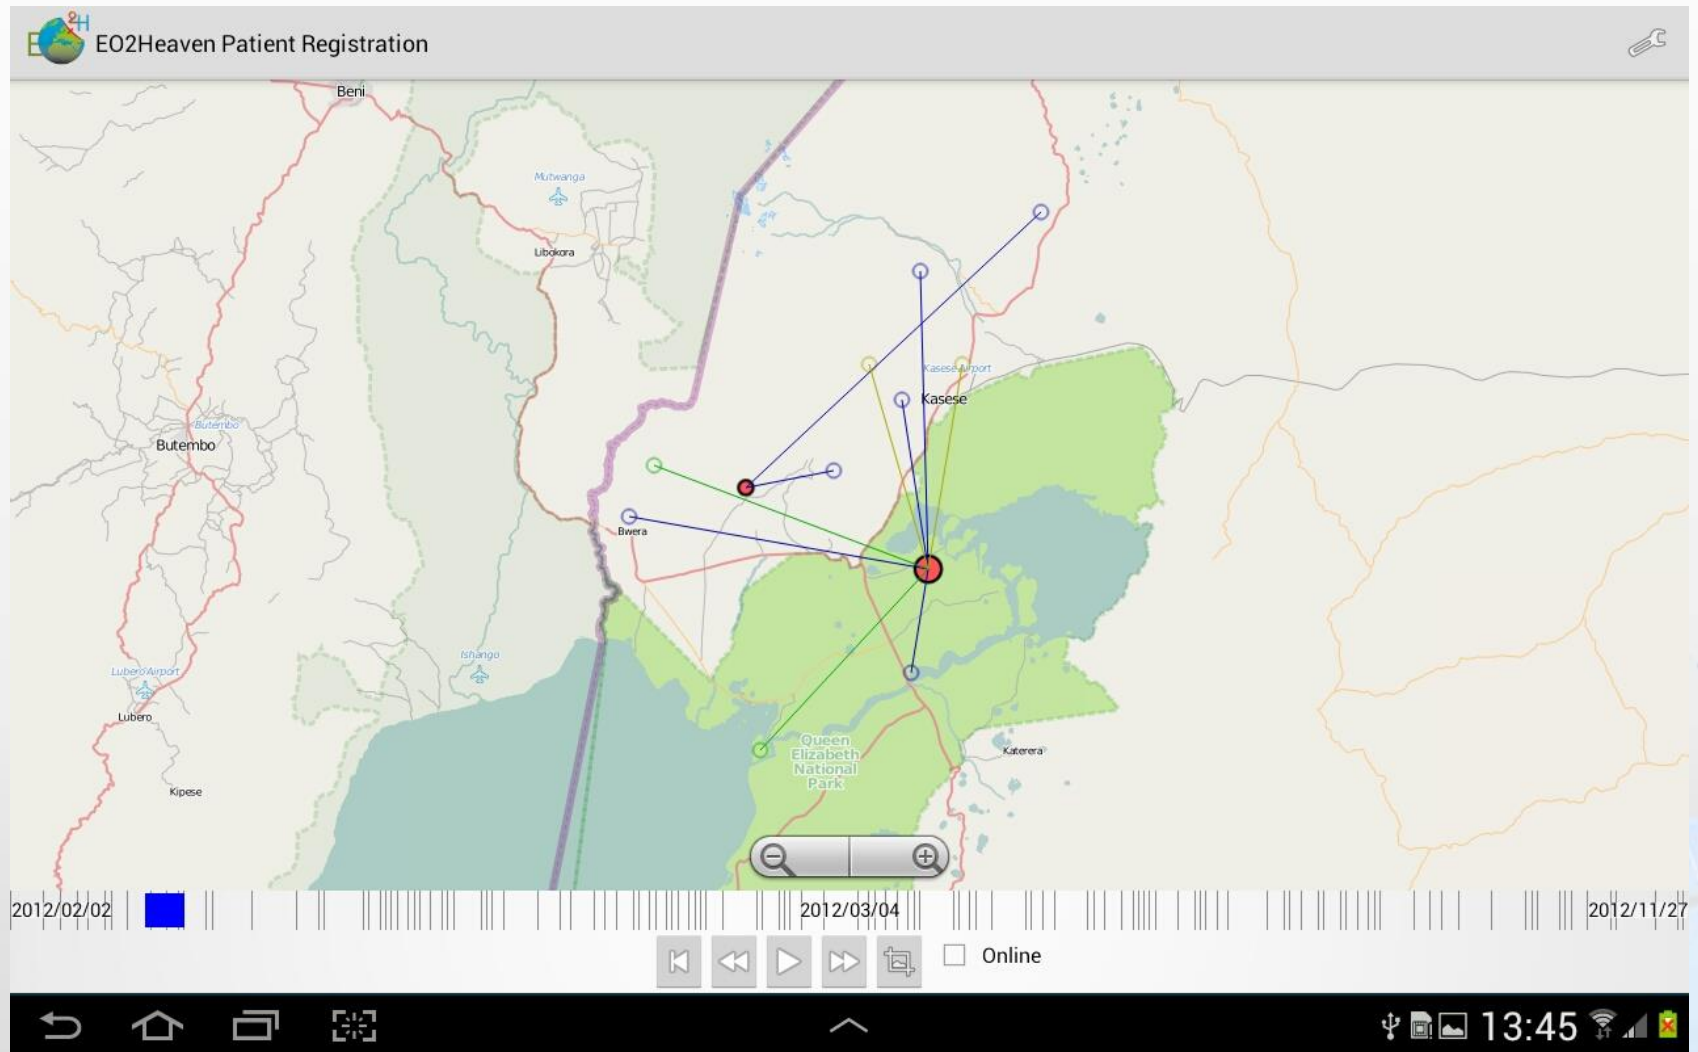 EO2Heaven Patient Registration
E
2H
Beni
Mutwanga
Libokora
Kasese Airport
Kasese
Butembo
Butembo
Bwera
Ishango
Lubero Airport
Lubero
Queen
Elizabeth
National
Park
Katerera
Kipese
2012/02/02
2012/03/04
2012/11/27
Online
13:45